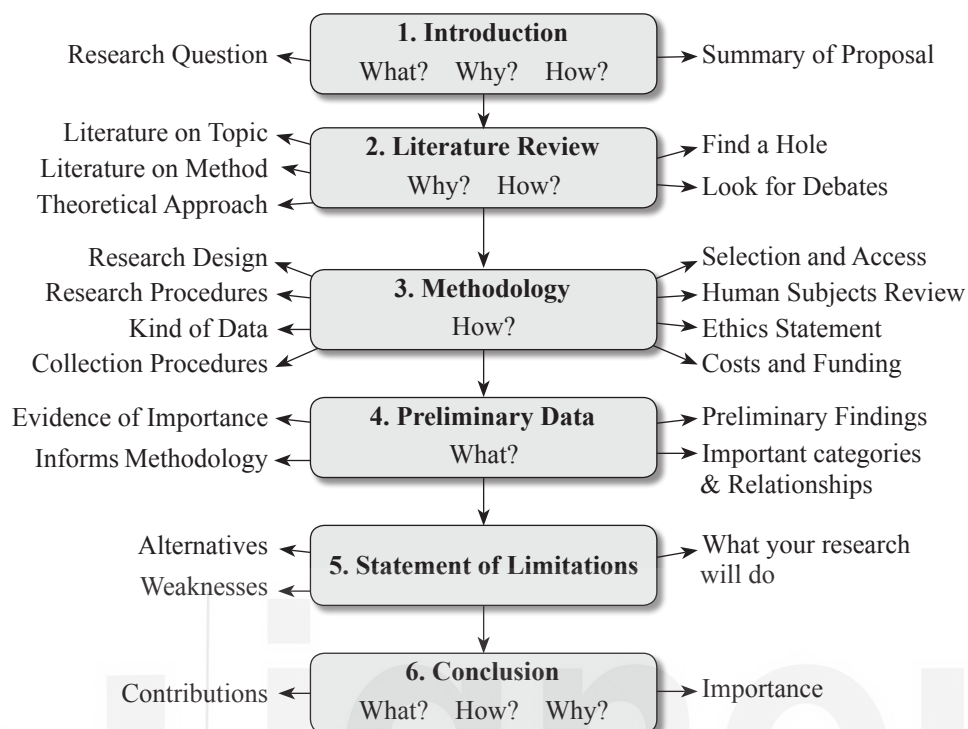 1. Introduction
What? Why? How?
Research Question
Summary of Proposal
2. Literature Review
Why? How?
Literature on Topic
Literature on Method
Theoretical Approach
Find a Hole
Look for Debates
3. Methodology
How?
Research Design
Research Procedures
Kind of Data
Collection Procedures
Selection and Access
Human Subjects Review
Ethics Statement
Costs and Funding
4. Preliminary Data
What?
Evidence of Importance
Informs Methodology
Preliminary Findings
Important categories
& Relationships
5. Statement of Limitations
Alternatives
Weaknesses
What your research
will do
6. Conclusion
What? How? Why?
Contributions
Importance